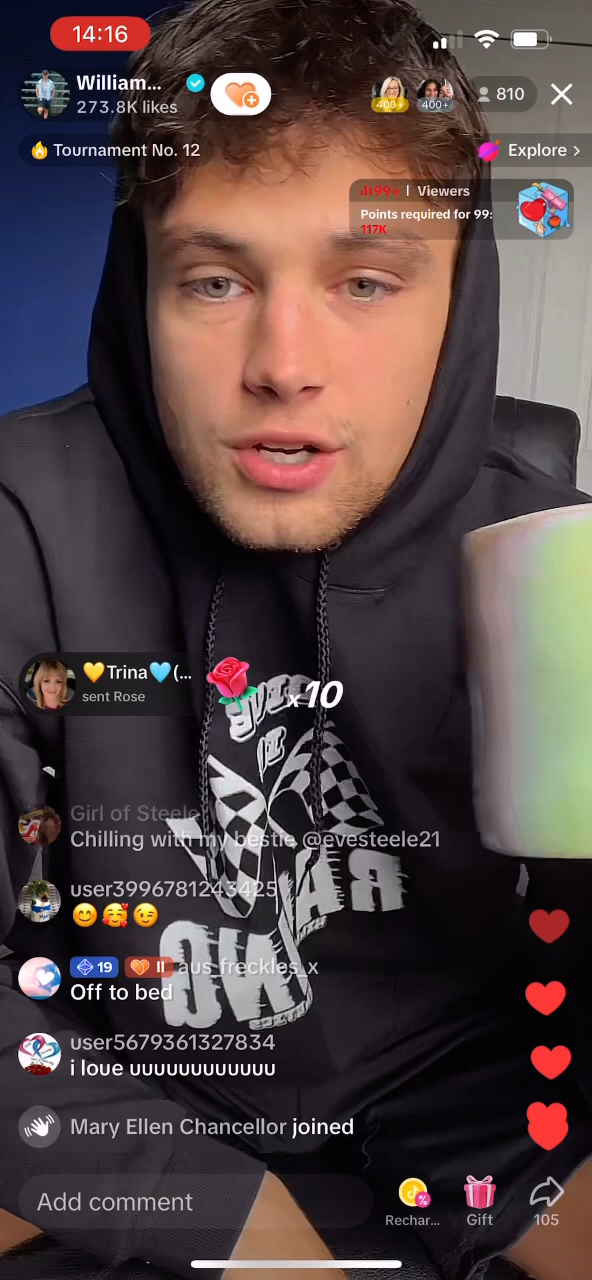 14:16
William...
273.8K likes
400+
400+
810
🔥 Tournament No. 12
Explore >
99+ | Viewers
Points required for 99:
117K
💛Trina🩵(...
sent Rose
x10
Girl of Steele
Chilling with my bestie @evesteele21
user3996781243425
😊🥰😉
19 II aus_freckles_x
Off to bed
user5679361327834
i loue uuuuuuuuuuuu
Mary Ellen Chancellor joined
Add comment
Rechar...
Gift
105